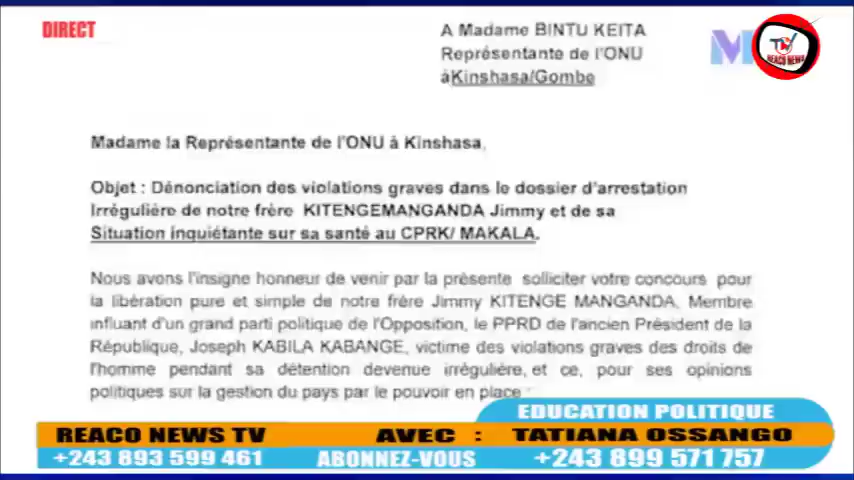 DIRECT
A Madame BINTU KEITA
Représentante de l'ONU
àKinshasa/Gombe
M
TV
REACO NEWS
Madame la Représentante de l'ONU à Kinshasa,
Objet : Dénonciation des violations graves dans le dossier d'arrestation
Irrégulière de notre frère KITENGEMANGANDA Jimmy et de sa
Situation inquiétante sur sa santé au CPRK/ MAKALA.
Nous avons l'insigne honneur de venir par la présente solliciter votre concours pour
la libération pure et simple de notre frère Jimmy KITENGE MANGANDA, Membre
influant d'un grand parti politique de l'Opposition, le PPRD de l'ancien Président de la
République, Joseph KABILA KABANGE, victime des violations graves des droits de
l'homme pendant sa détention devenue irrégulière, et ce, pour ses opinions
politiques sur la gestion du pays par le pouvoir en place
EDUCATION POLITIQUE
REACO NEWS TV AVEC : TATIANA OSSANGO
+243 893 599 461 ABONNEZ-VOUS +243 899 571 757